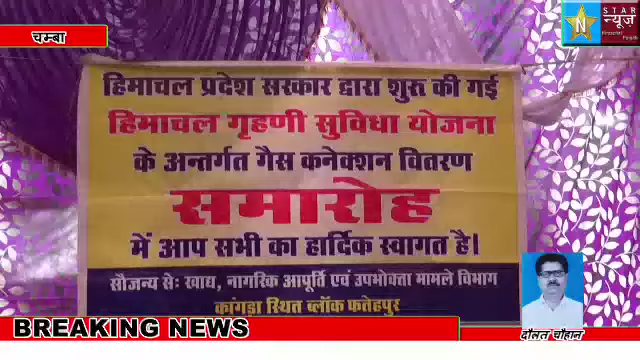 चम्बा
STAR
N न्यूज
हिमाचल प्रदेश सरकार द्वारा शुरू की गई
हिमाचल गृहणी सुविधा योजना
के अन्तर्गत गैस कनेक्शन वितरण
समारोह
में आप सभी का हार्दिक स्वागत है।
सौजन्य सेः खाद्य, नागरिक आपूर्ति एवं उपभोक्ता मामले विभाग
कांगड़ा स्थित ब्लॉक फतेहपुर
BREAKING NEWS
दौलत चौहान